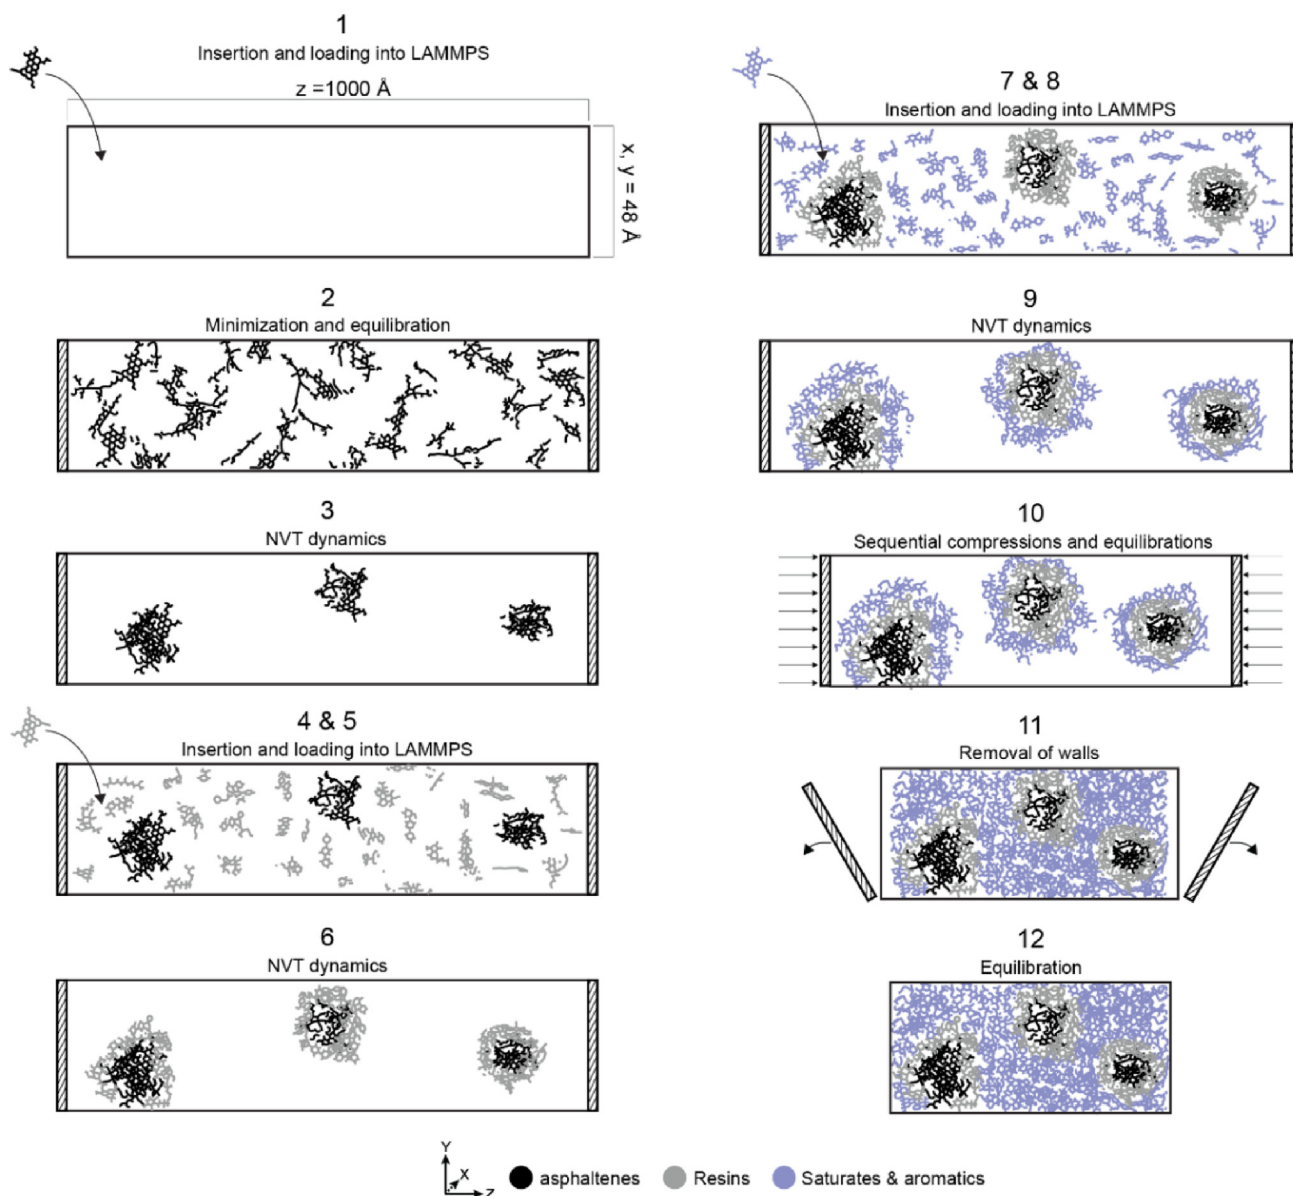 1
Insertion and loading into LAMMPS
z =1000 Å
x, y = 48 Å
2
Minimization and equilibration
3
NVT dynamics
4 & 5
Insertion and loading into LAMMPS
6
NVT dynamics
7 & 8
Insertion and loading into LAMMPS
9
NVT dynamics
10
Sequential compressions and equilibrations
11
Removal of walls
12
Equilibration
Y
X
Z
asphaltenes
Resins
Saturates & aromatics